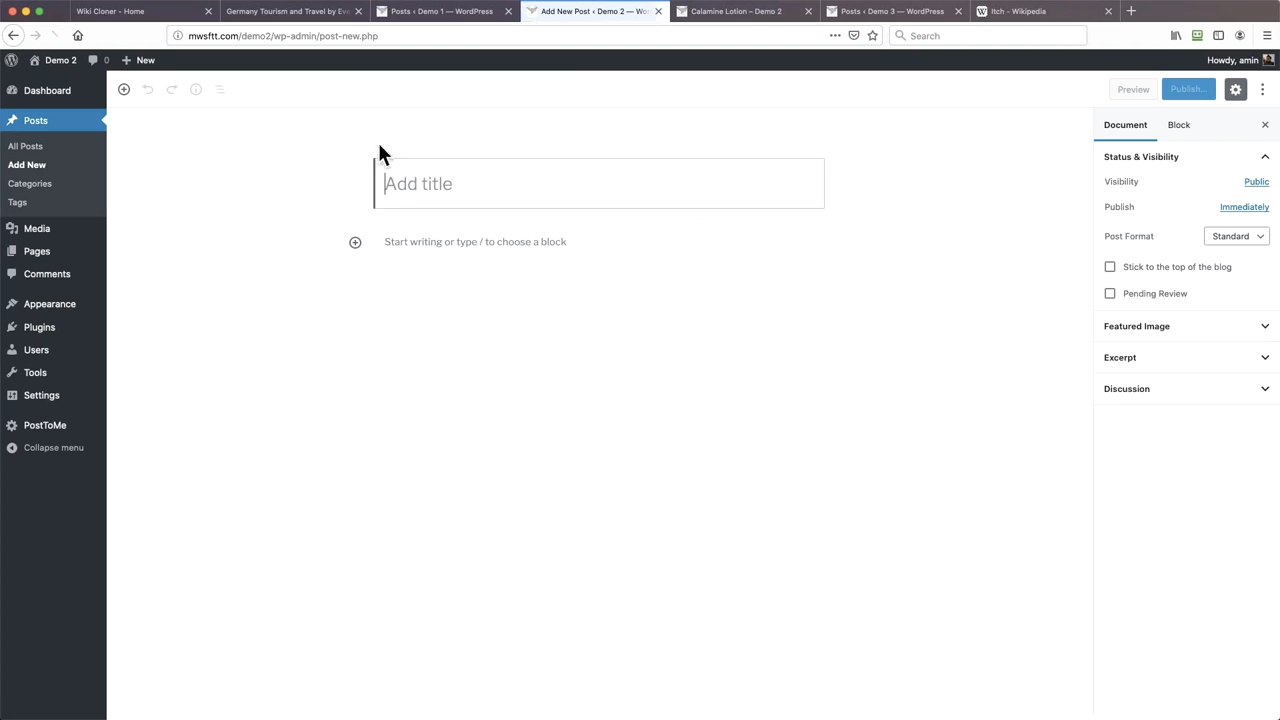 Wiki Cloner - Home
Germany Tourism and Travel by Eve
Posts ‹ Demo 1 — WordPress
Add New Post ‹ Demo 2 — Wo
Calamine Lotion – Demo 2
Posts ‹ Demo 3 — WordPress
Itch - Wikipedia
mwsftt.com/demo2/wp-admin/post-new.php
Search
Demo 2
0
New
Howdy, amin
Dashboard
Posts
All Posts
Add New
Categories
Tags
Media
Pages
Comments
Appearance
Plugins
Users
Tools
Settings
PostToMe
Collapse menu
Preview
Publish...
Add title
Start writing or type / to choose a block
Document
Block
Status & Visibility
Visibility
Public
Publish
Immediately
Post Format
Standard
Stick to the top of the blog
Pending Review
Featured Image
Excerpt
Discussion